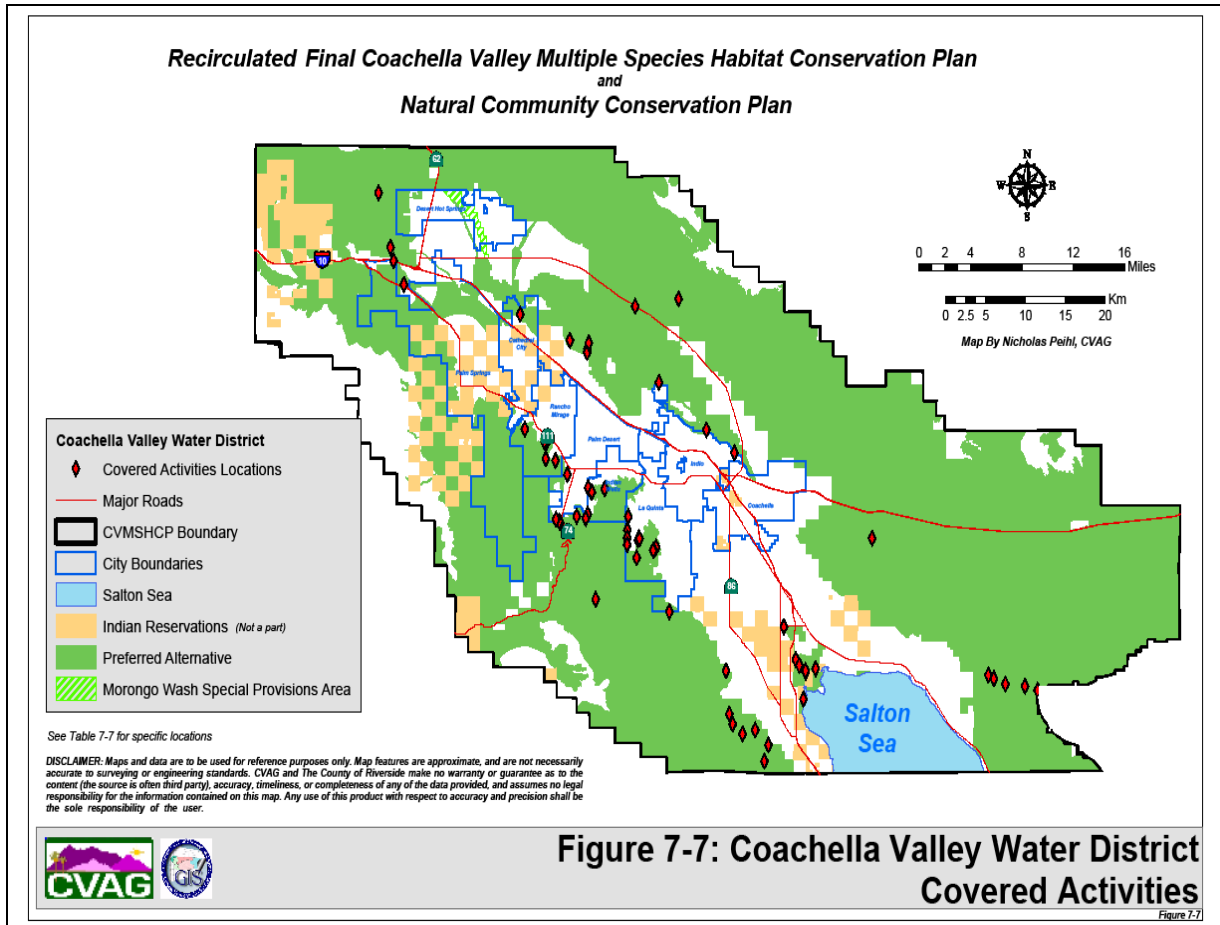 Recirculated Final Coachella Valley Multiple Species Habitat Conservation Plan
and
Natural Community Conservation Plan
62
Desert Hot Springs
10
Cathedral
City
Palm Springs
Rancho
Mirage
111
Palm Desert
Indio
La Quinta
Coachella
74
86
Salton
Sea
N
W E
S
0 2 4 8 12 16
Miles
Km
0 2.5 5 10 15 20
Map By Nicholas Peihl, CVAG
Coachella Valley Water District
Covered Activities Locations
Major Roads
CVMSHCP Boundary
City Boundaries
Salton Sea
Indian Reservations (Not a part)
Preferred Alternative
Morongo Wash Special Provisions Area
See Table 7-7 for specific locations
DISCLAIMER: Maps and data are to be used for reference purposes only. Map features are approximate, and are not necessarily
accurate to surveying or engineering standards. CVAG and The County of Riverside make no warranty or guarantee as to the
content (the source is often third party), accuracy, timeliness, or completeness of any of the data provided, and assumes no legal
responsibility for the information contained on this map. Any use of this product with respect to accuracy and precision shall be
the sole responsibility of the user.
CVAG
GIS
Figure 7-7: Coachella Valley Water District
Covered Activities
Figure 7-7